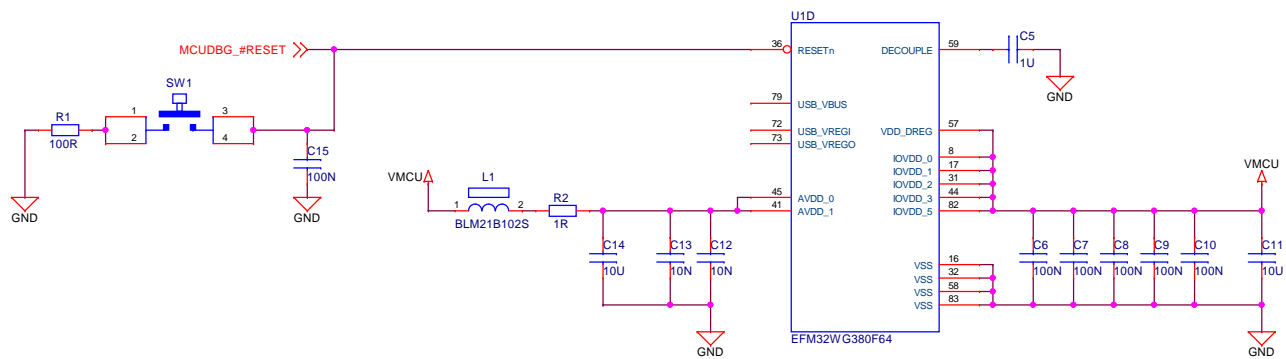 U1D
MCUDBG_#RESET
36
RESETn
DECOUPLE
59
C5
1U
GND
SW1
R1
100R
1
2
3
4
C15
100N
GND
GND
79
USB_VBUS
72
USB_VREGI
73
USB_VREGO
57
VDD_DREG
8
IOVDD_0
17
IOVDD_1
31
IOVDD_2
44
IOVDD_3
82
IOVDD_5
VMCU
L1
1
2
BLM21B102S
R2
1R
45
AVDD_0
41
AVDD_1
VMCU
C14
10U
C13
10N
C12
10N
GND
16
VSS
32
VSS
58
VSS
83
VSS
C6
100N
C7
100N
C8
100N
C9
100N
C10
100N
C11
10U
GND
EFM32WG380F64